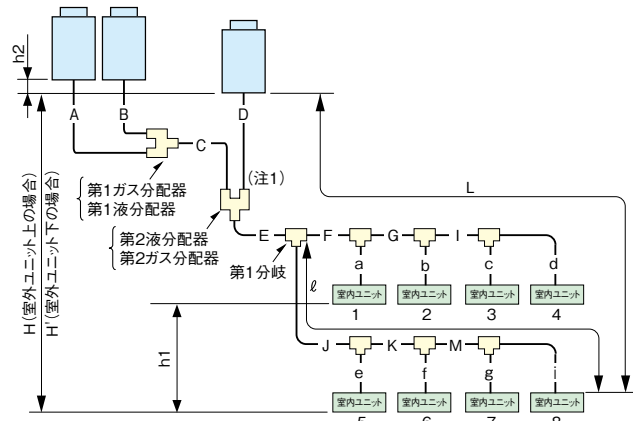 h2
A
B
D
C
第1ガス分配器
第1液分配器
(注1)
L
第2液分配器
第2ガス分配器
E
F
G
I
第1分岐
ℓ
a
b
c
d
室内ユニット
室内ユニット
室内ユニット
室内ユニット
1
2
3
4
H(室外ユニット上の場合)
H'(室外ユニット下の場合)
h1
J
K
M
e
f
g
i
室内ユニット
室内ユニット
室内ユニット
室内ユニット
5
6
7
8